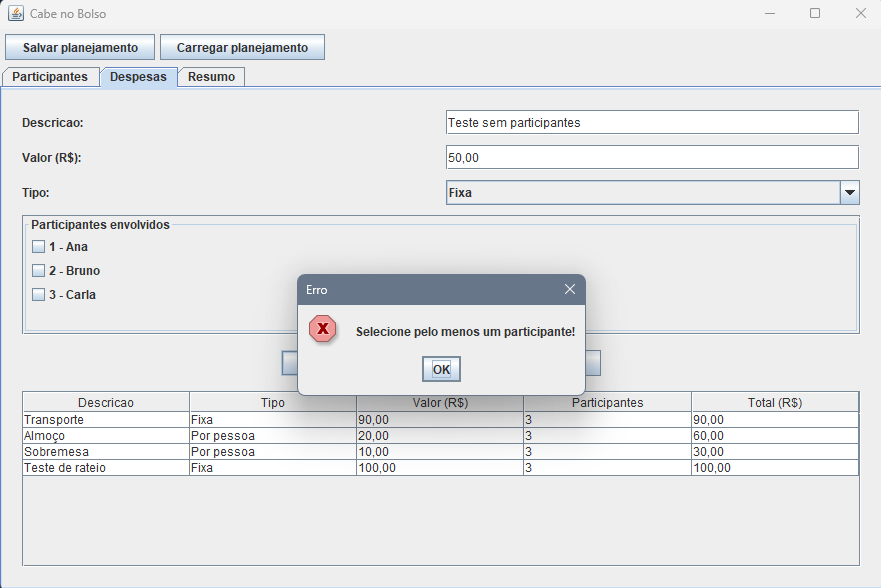 Cabe no Bolso
Salvar planejamento Carregar planejamento
Participantes Despesas Resumo
Descricao: Teste sem participantes
Valor (R$): 50,00
Tipo: Fixa
Participantes envolvidos
1 - Ana
2 - Bruno
3 - Carla
Erro
Selecione pelo menos um participante!
OK
Descricao Tipo Valor (R$) Participantes Total (R$)
Transporte Fixa 90,00 3 90,00
Almoço Por pessoa 20,00 3 60,00
Sobremesa Por pessoa 10,00 3 30,00
Teste de rateio Fixa 100,00 3 100,00